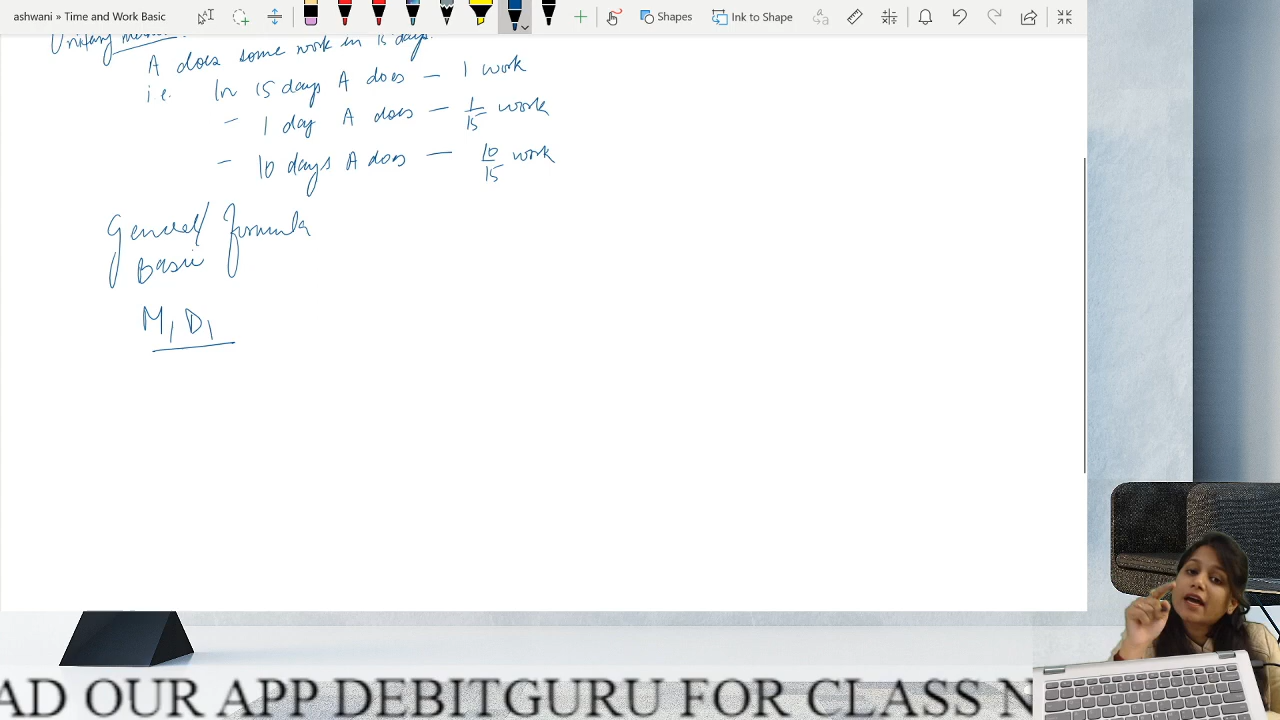 ashwani » Time and Work Basic
Shapes
Ink to Shape
Unitary method
A does some work in 15 days.
i.e. In 15 days A does — 1 work
— 1 day A does — 1/15 work
— 10 days A does — 10/15 work
General/ formula
Basic
M₁D₁
AD OUR APP DEBITGURU FOR CLASS N